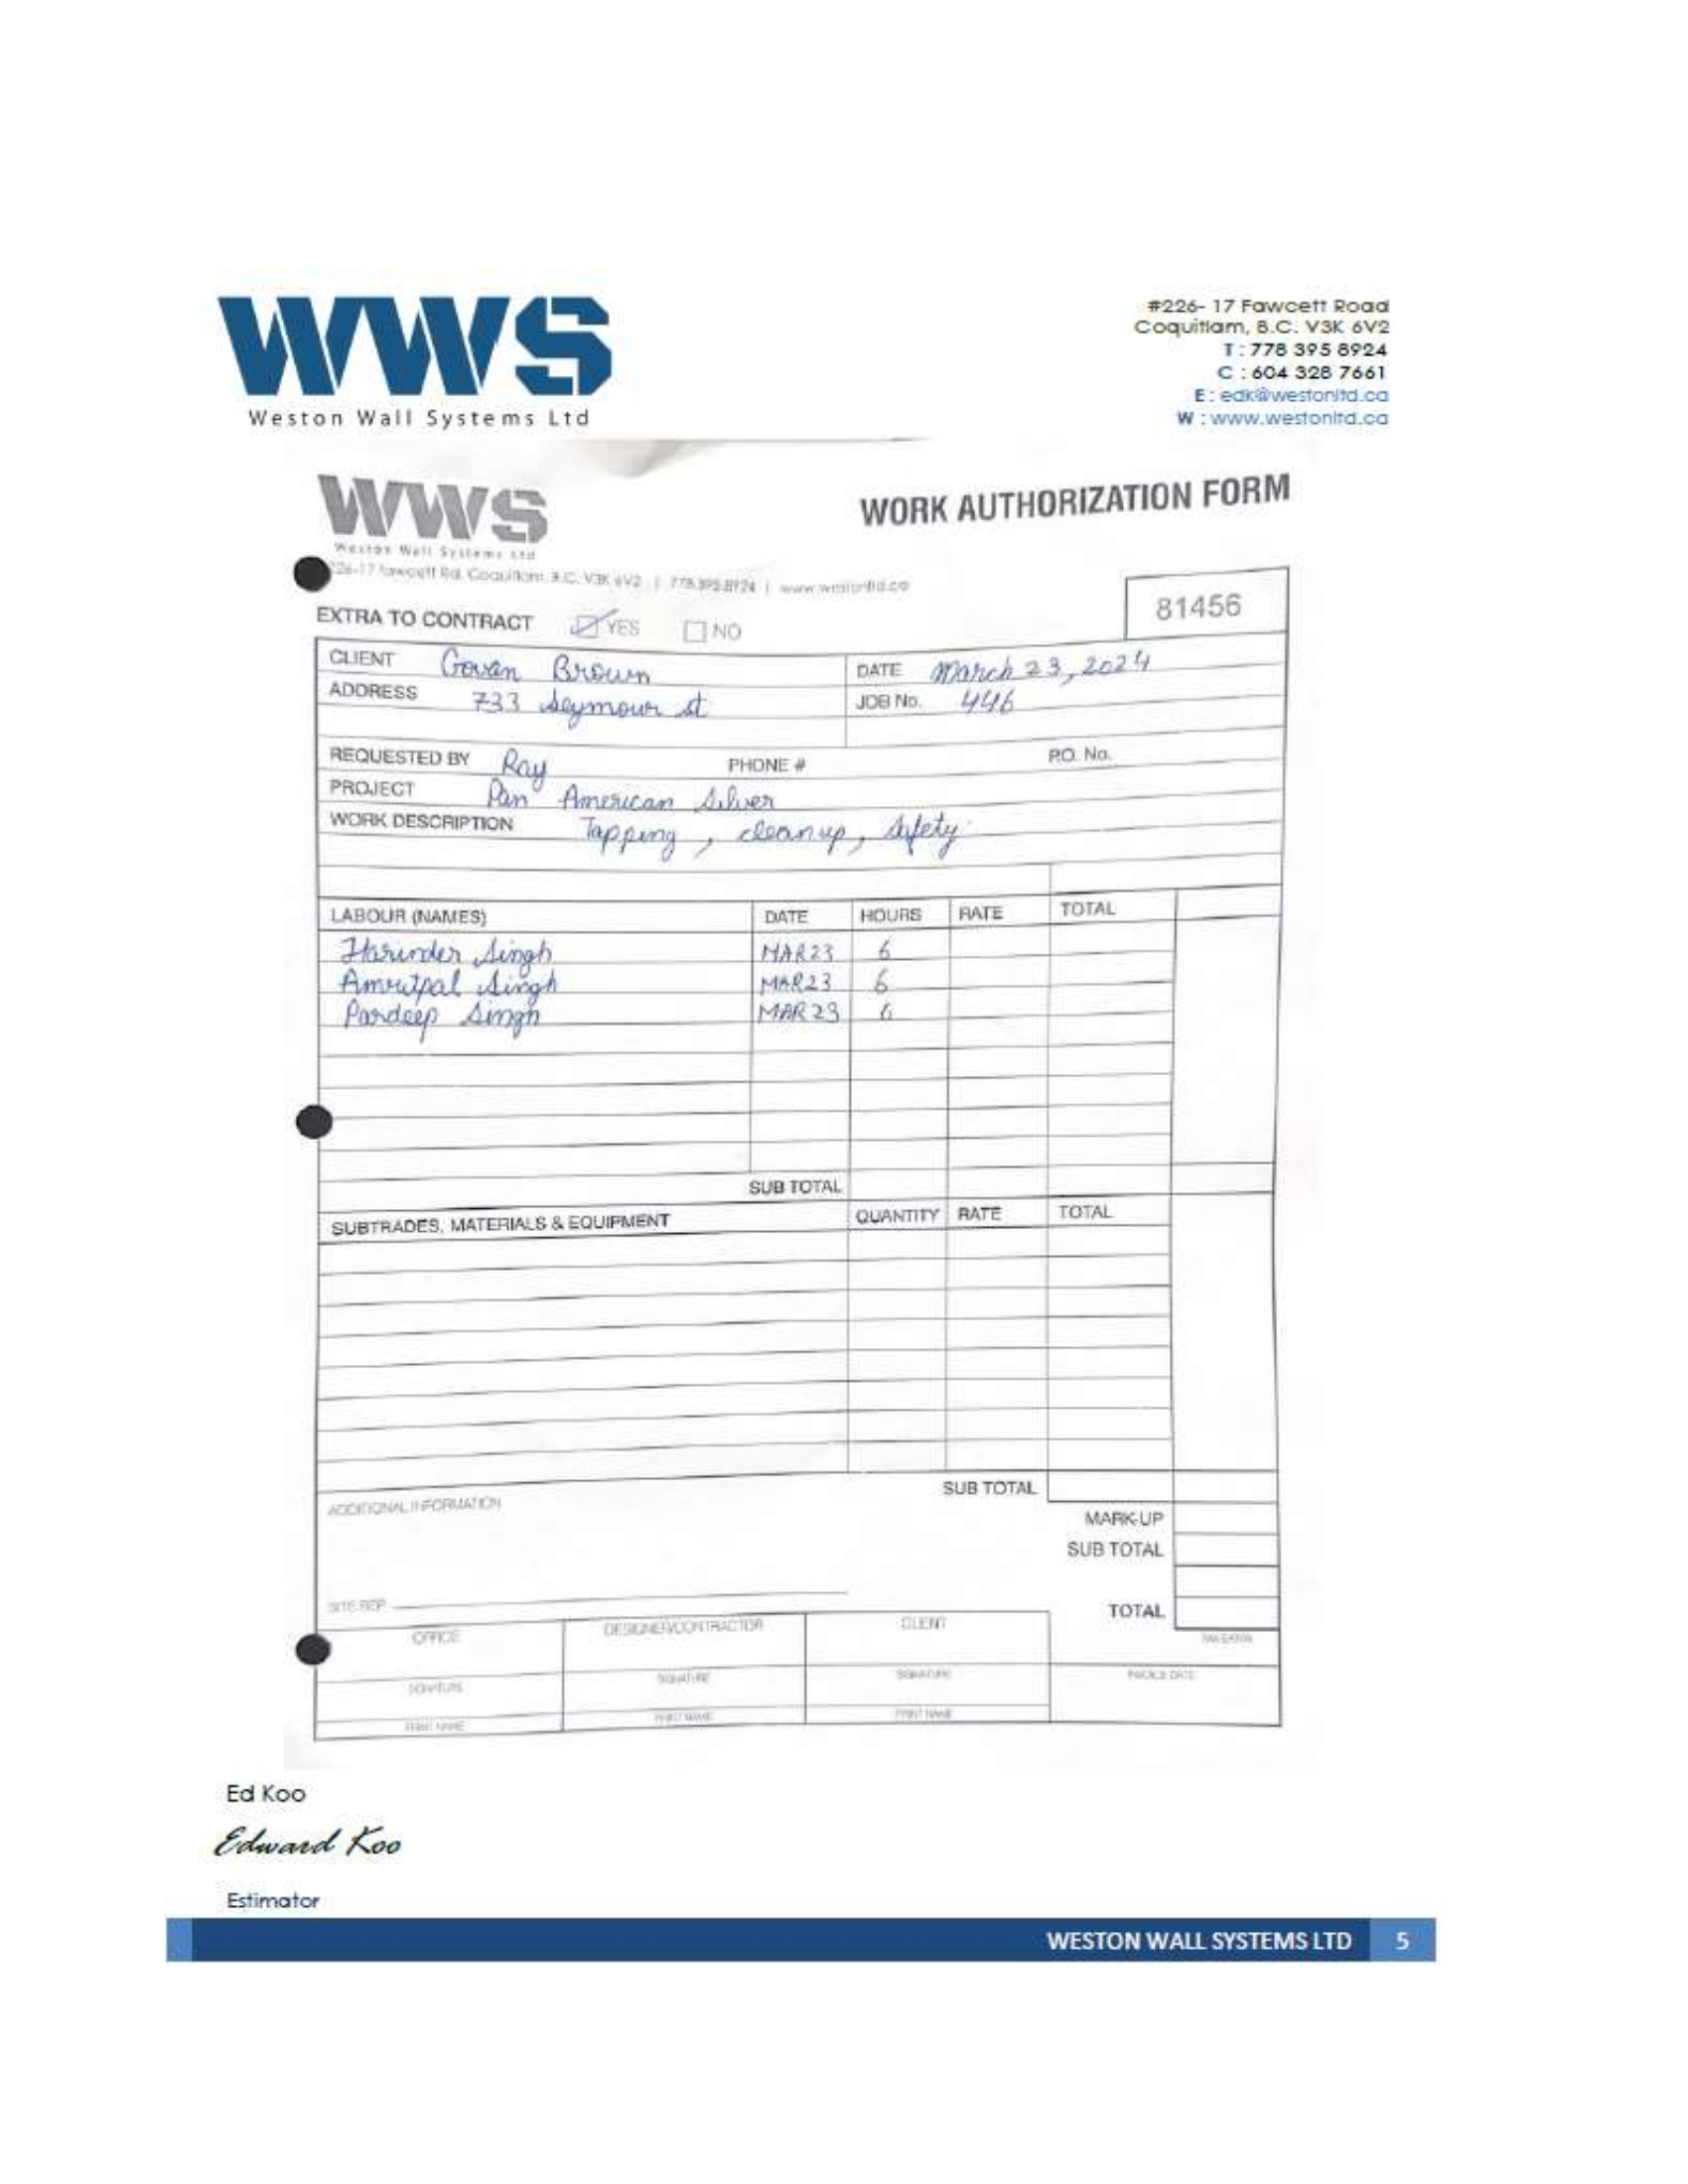 WWS
Weston Wall Systems Ltd
#226- 17 Fawcett Road
Coquitlam, B.C. V3K 6V2
T : 778 395 8924
C : 604 328 7661
E : edk@westonltd.ca
W : www.westonltd.ca
WWS
Weston Wall Systems Ltd
WORK AUTHORIZATION FORM
226-17 Fawcett Rd. Coquitlam, B.C. V3K 6V2 | 778.395.8924 | www.westonltd.ca
81456
EXTRA TO CONTRACT YES NO
CLIENT Govan Brown DATE March 23, 2024
ADDRESS 733 Seymour st JOB No. 446
REQUESTED BY Ray PHONE # P.O. No.
PROJECT Pan American Silver
WORK DESCRIPTION Tapping, cleanup, Safety
LABOUR (NAMES) DATE HOURS RATE TOTAL
Harinder Singh MAR23 6
Amritpal Singh MAR23 6
Pardeep Singh MAR23 6
SUB TOTAL
SUBTRADES, MATERIALS & EQUIPMENT QUANTITY RATE TOTAL
SUB TOTAL
ADDITIONAL INFORMATION
MARK-UP
SUB TOTAL
SITE REP
TOTAL
OFFICE DESIGNER/CONTRACTOR CLIENT
SIGNATURE SIGNATURE SIGNATURE INVOICE DATE
PRINT NAME PRINT NAME PRINT NAME
Ed Koo
Edward Koo
Estimator
WESTON WALL SYSTEMS LTD 5